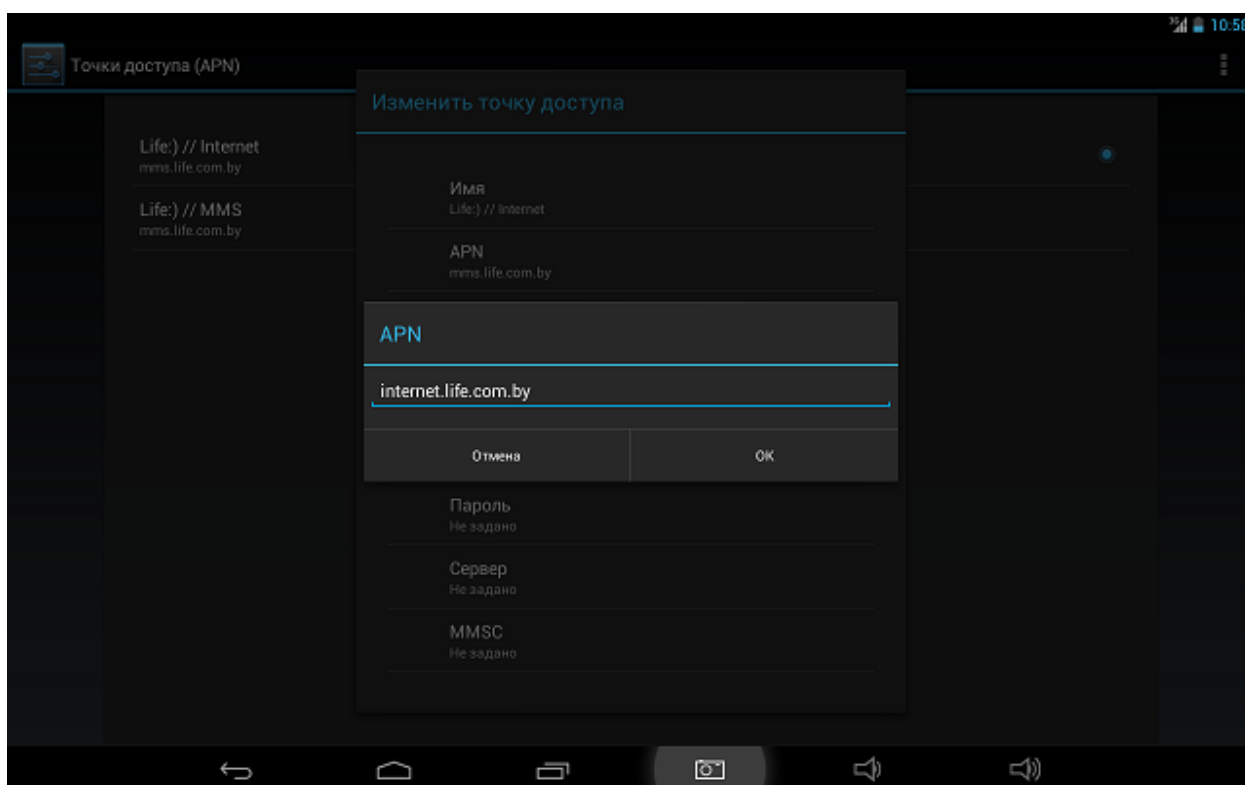 3G 10:58
Точки доступа (APN)
Изменить точку доступа
Life:) // Internet
mms.life.com.by
Life:) // MMS
mms.life.com.by
Имя
Life:) // Internet
APN
mms.life.com.by
APN
internet.life.com.by
Отмена
OK
Пароль
Не задано
Сервер
Не задано
MMSC
Не задано